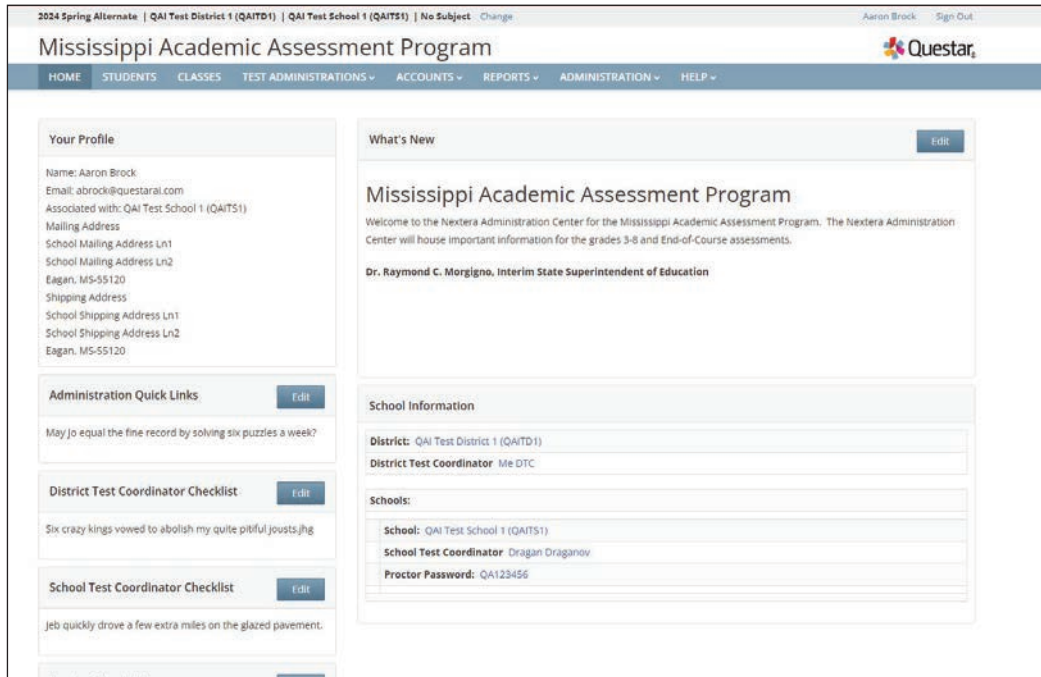 2024 Spring Alternate | QAI Test District 1 (QAITD1) | QAI Test School 1 (QAITS1) | No Subject Change
Aaron Brock Sign Out
Mississippi Academic Assessment Program
Questar
HOME STUDENTS CLASSES TEST ADMINISTRATIONS ACCOUNTS REPORTS ADMINISTRATION HELP
Your Profile
Name: Aaron Brock
Email: abrock@questarai.com
Associated with: QAI Test School 1 (QAITS1)
Mailing Address
School Mailing Address Ln1
School Mailing Address Ln2
Eagan, MS-55120
Shipping Address
School Shipping Address Ln1
School Shipping Address Ln2
Eagan, MS-55120
Administration Quick Links
Edit
May jo equal the fine record by solving six puzzles a week?
District Test Coordinator Checklist
Edit
Six crazy kings vowed to abolish my quite pitiful jousts.jhg
School Test Coordinator Checklist
Edit
Jeb quickly drove a few extra miles on the glazed pavement.
What's New
Edit
Mississippi Academic Assessment Program
Welcome to the Nextera Administration Center for the Mississippi Academic Assessment Program. The Nextera Administration
Center will house important information for the grades 3-8 and End-of-Course assessments.
Dr. Raymond C. Morgigno, Interim State Superintendent of Education
School Information
District: QAI Test District 1 (QAITD1)
District Test Coordinator Me DTC
Schools:
School: QAI Test School 1 (QAITS1)
School Test Coordinator Dragan Draganov
Proctor Password: QA123456